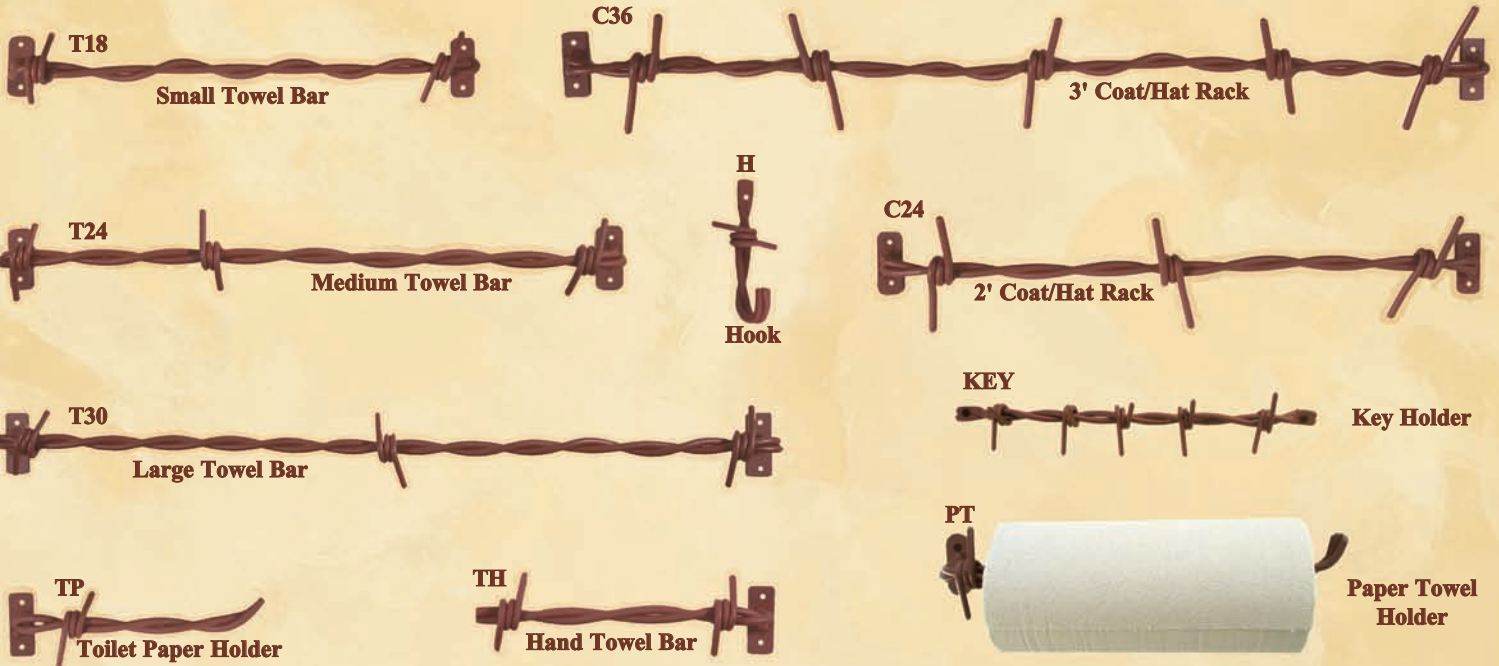 T18
Small Towel Bar
C36
3' Coat/Hat Rack
H
Hook
T24
Medium Towel Bar
C24
2' Coat/Hat Rack
T30
Large Towel Bar
KEY
Key Holder
PT
Paper Towel
Holder
TP
Toilet Paper Holder
TH
Hand Towel Bar